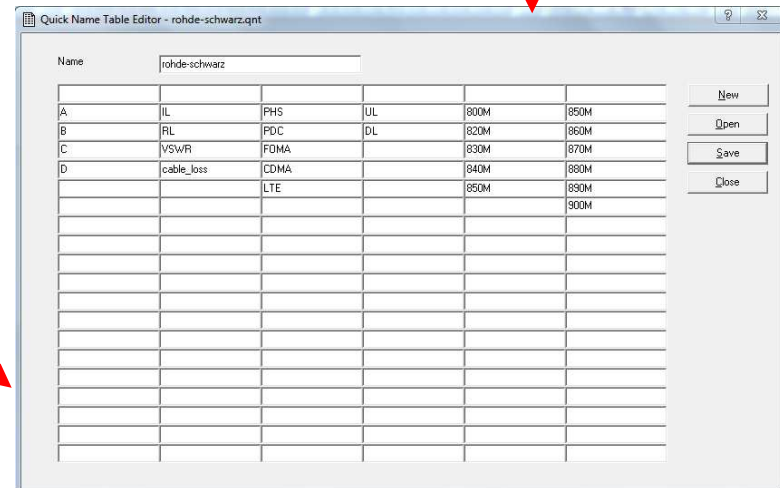 Quick Name Table Editor - rohde-schwarz.qnt
Name rohde-schwarz
New
A IL PHS UL 800M 850M
Open
B RL PDC DL 820M 860M
C VSWR FOMA 830M 870M
Save
D cable_loss CDMA 840M 880M
Close
LTE 850M 890M
900M